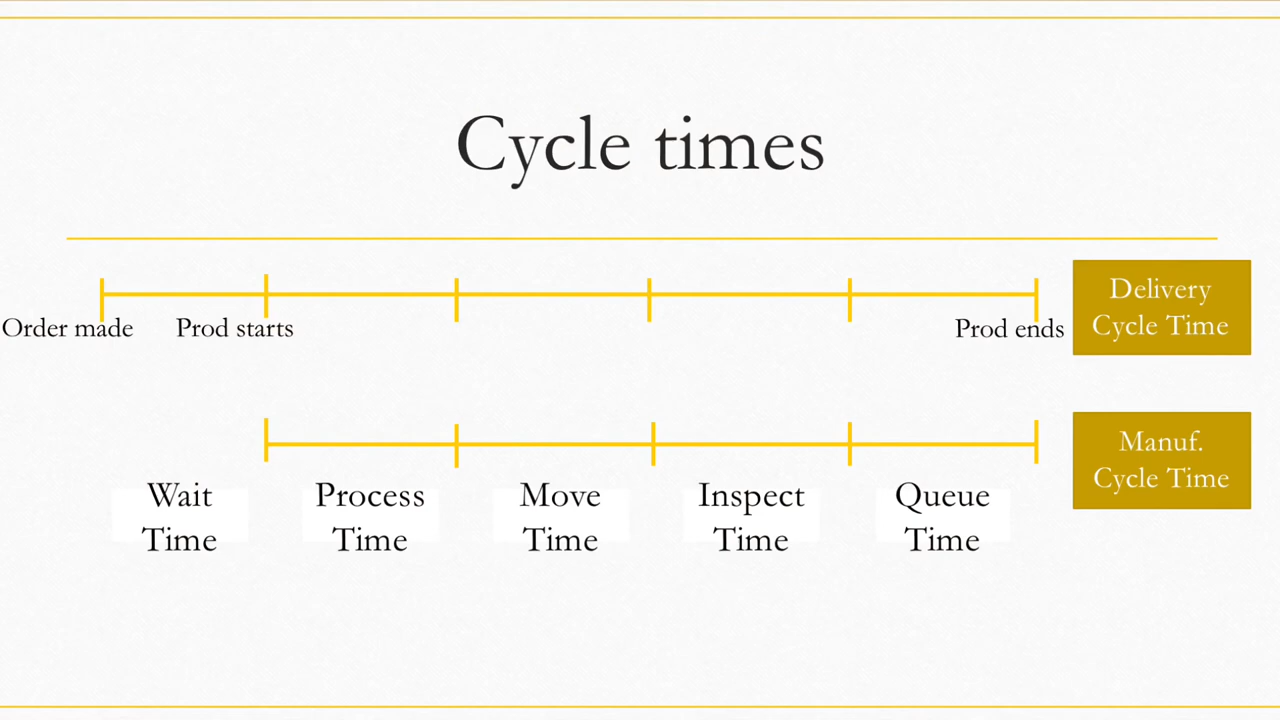 Cycle times
Order made
Prod starts
Prod ends
Delivery
Cycle Time
Manuf.
Cycle Time
Wait
Time
Process
Time
Move
Time
Inspect
Time
Queue
Time